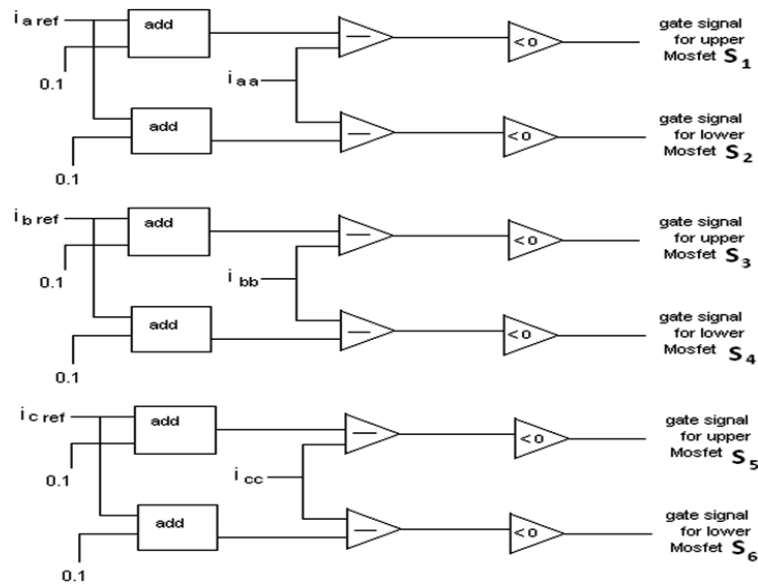 i a ref
add
0.1
i aa
—
< 0
gate signal
for upper
Mosfet S1
add
0.1
—
< 0
gate signal
for lower
Mosfet S2
i b ref
add
0.1
i bb
—
< 0
gate signal
for upper
Mosfet S3
add
0.1
—
< 0
gate signal
for lower
Mosfet S4
i c ref
add
0.1
i cc
—
< 0
gate signal
for upper
Mosfet S5
add
0.1
—
< 0
gate signal
for lower
Mosfet S6